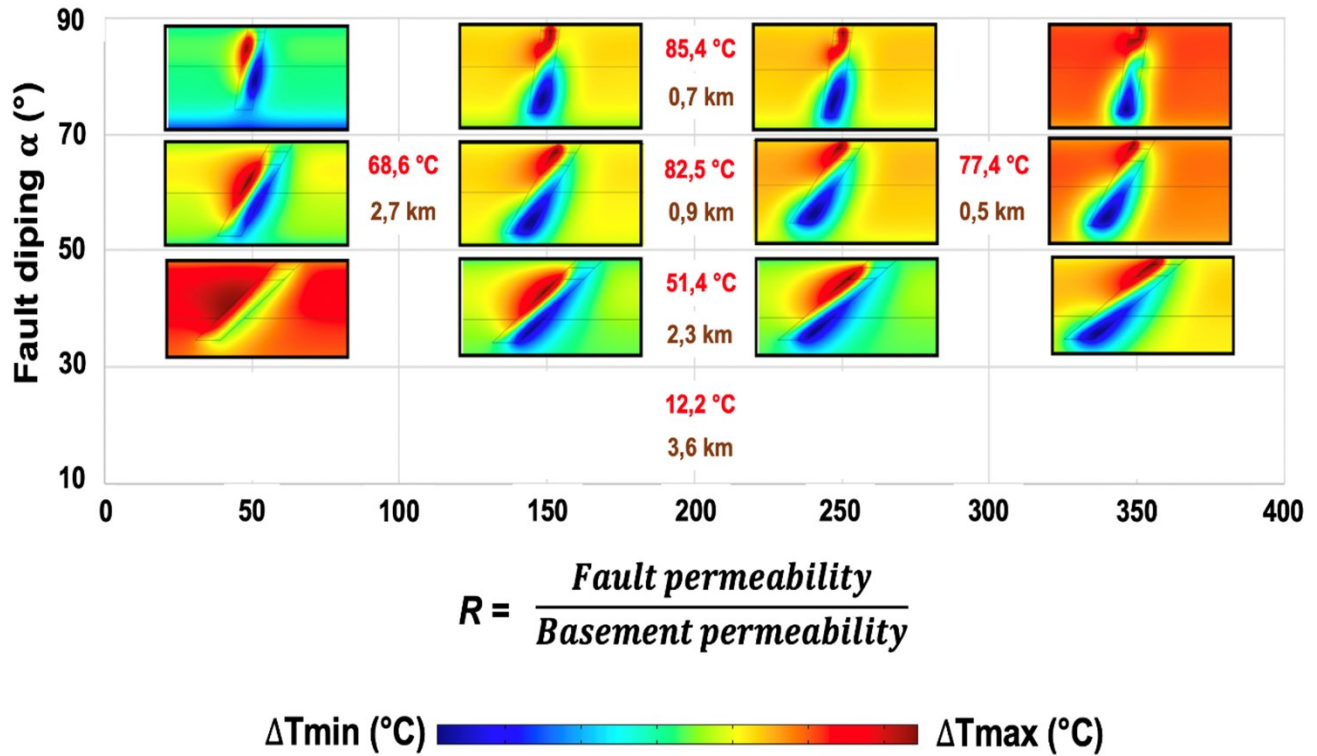 90
85,4 °C
0,7 km
70
68,6 °C
82,5 °C
77,4 °C
2,7 km
0,9 km
0,5 km
50
51,4 °C
2,3 km
30
12,2 °C
3,6 km
10
Fault diping α (°)
0 50 100 150 200 250 300 350 400
R = Fault permeability
Basement permeability
ΔTmin (°C) ΔTmax (°C)